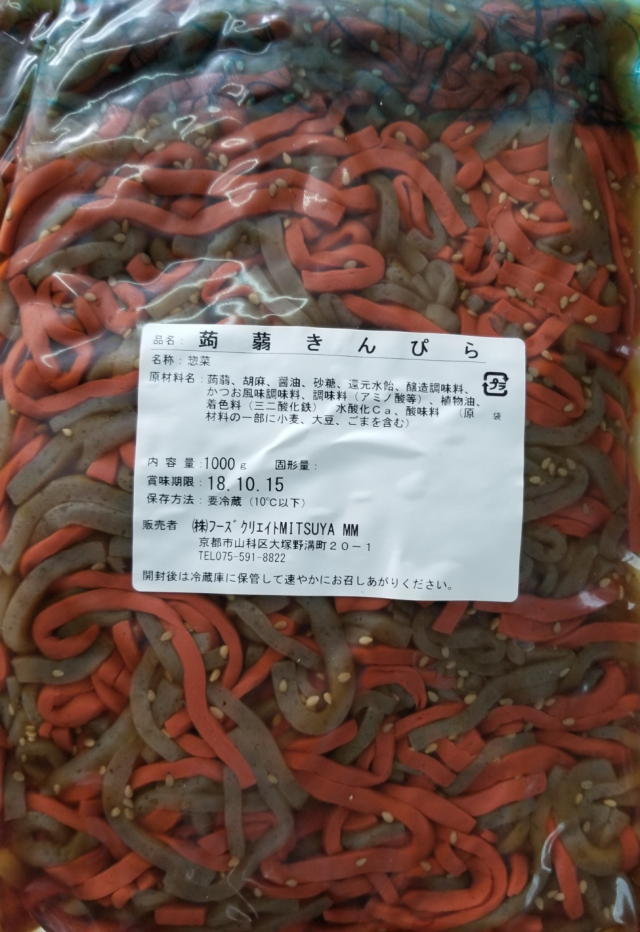 品名： 蒟蒻きんぴら
名称：惣菜
原材料名：蒟蒻、胡麻、醤油、砂糖、還元水飴、醸造調味料、
かつお風味調味料、調味料（アミノ酸等）、植物油、
着色料（三二酸化鉄） 水酸化Ｃａ、酸味料 （原
材料の一部に小麦、大豆、ごまを含む）
プラ
袋
内容量：1000ｇ 固形量：
賞味期限：18.10.15
保存方法：要冷蔵（10℃以下）
販売者 ㈱フーズクリエイトMITSUYA MM
京都市山科区大塚野溝町２０－１
TEL075-591-8822
開封後は冷蔵庫に保管して速やかにお召しあがりください。